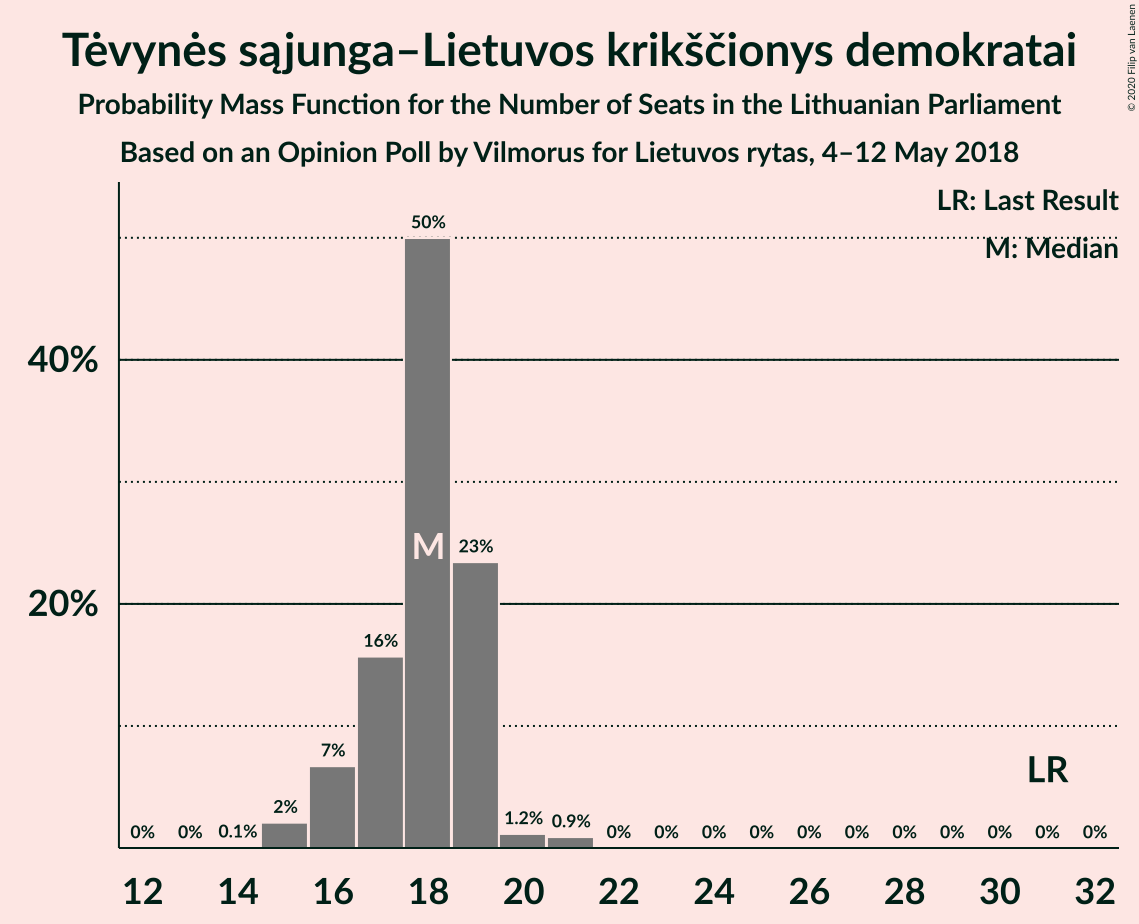 Tėvynės sąjunga–Lietuvos krikščionys demokratai
Probability Mass Function for the Number of Seats in the Lithuanian Parliament
Based on an Opinion Poll by Vilmorus for Lietuvos rytas, 4–12 May 2018
© 2020 Filip van Laenen
LR: Last Result
M: Median
50%
40%
M
23%
20%
16%
7%
LR
0% 0% 0.1% 2% 1.2% 0.9% 0% 0% 0% 0% 0% 0% 0% 0% 0% 0% 0%
12 14 16 18 20 22 24 26 28 30 32